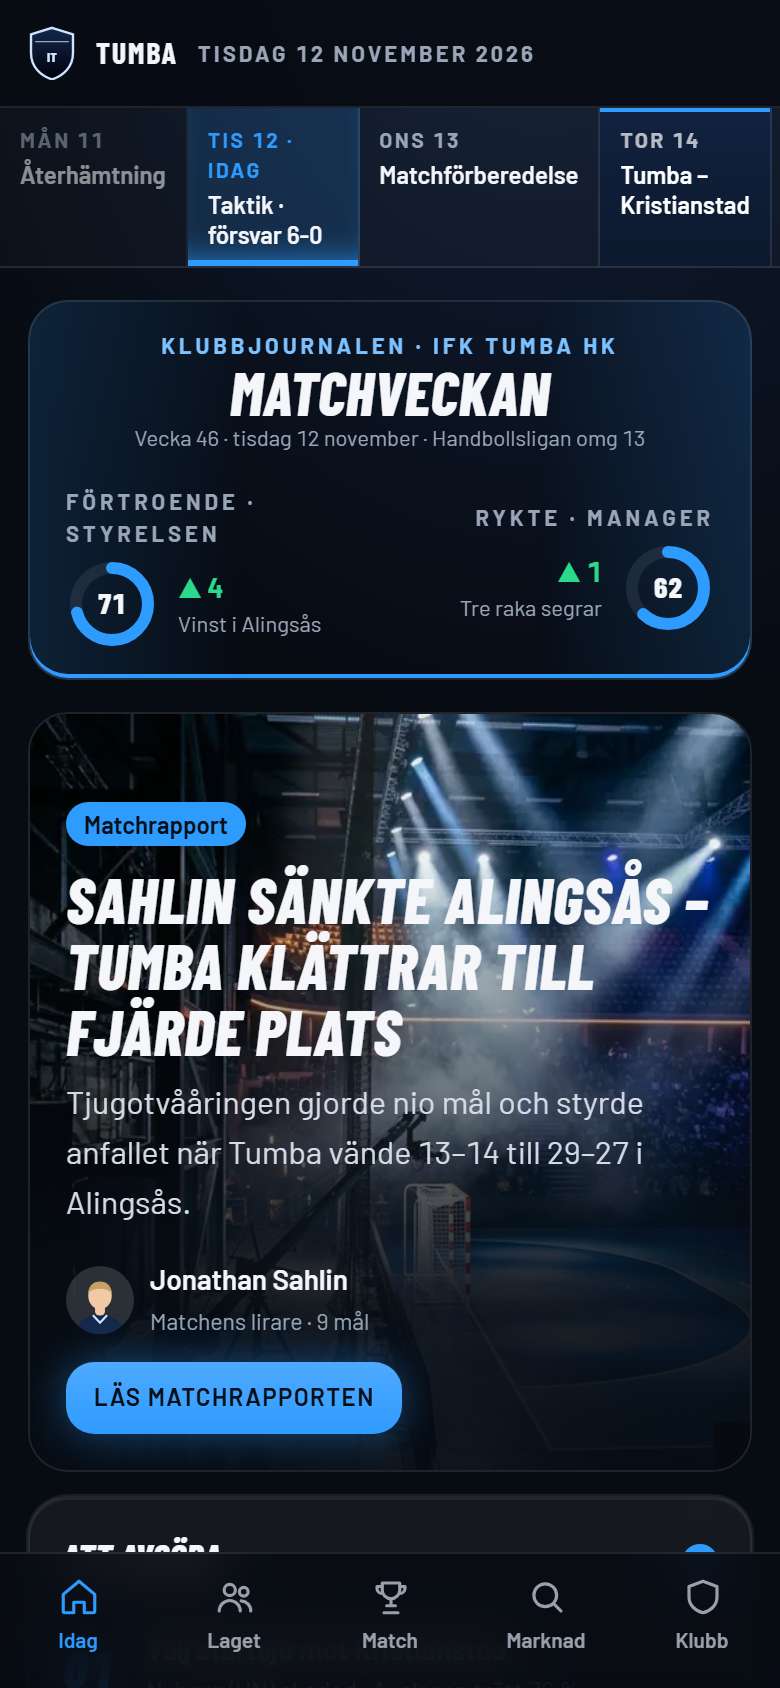 IT
TUMBA TISDAG 12 NOVEMBER 2026
MÅN 11
Återhämtning
TIS 12 ·
IDAG
Taktik ·
försvar 6-0
ONS 13
Matchförberedelse
TOR 14
Tumba –
Kristianstad
KLUBBJOURNALEN · IFK TUMBA HK
MATCHVECKAN
Vecka 46 · tisdag 12 november · Handbollsligan omg 13
FÖRTROENDE ·
STYRELSEN
71
▲ 4
Vinst i Alingsås
RYKTE · MANAGER
▲ 1
Tre raka segrar
62
Matchrapport
SAHLIN SÄNKTE ALINGSÅS –
TUMBA KLÄTTRAR TILL
FJÄRDE PLATS
Tjugotvååringen gjorde nio mål och styrde
anfallet när Tumba vände 13–14 till 29–27 i
Alingsås.
Jonathan Sahlin
Matchens lirare · 9 mål
LÄS MATCHRAPPORTEN
ATT AVGÖRA
Idag
Laget
Match
Marknad
Klubb